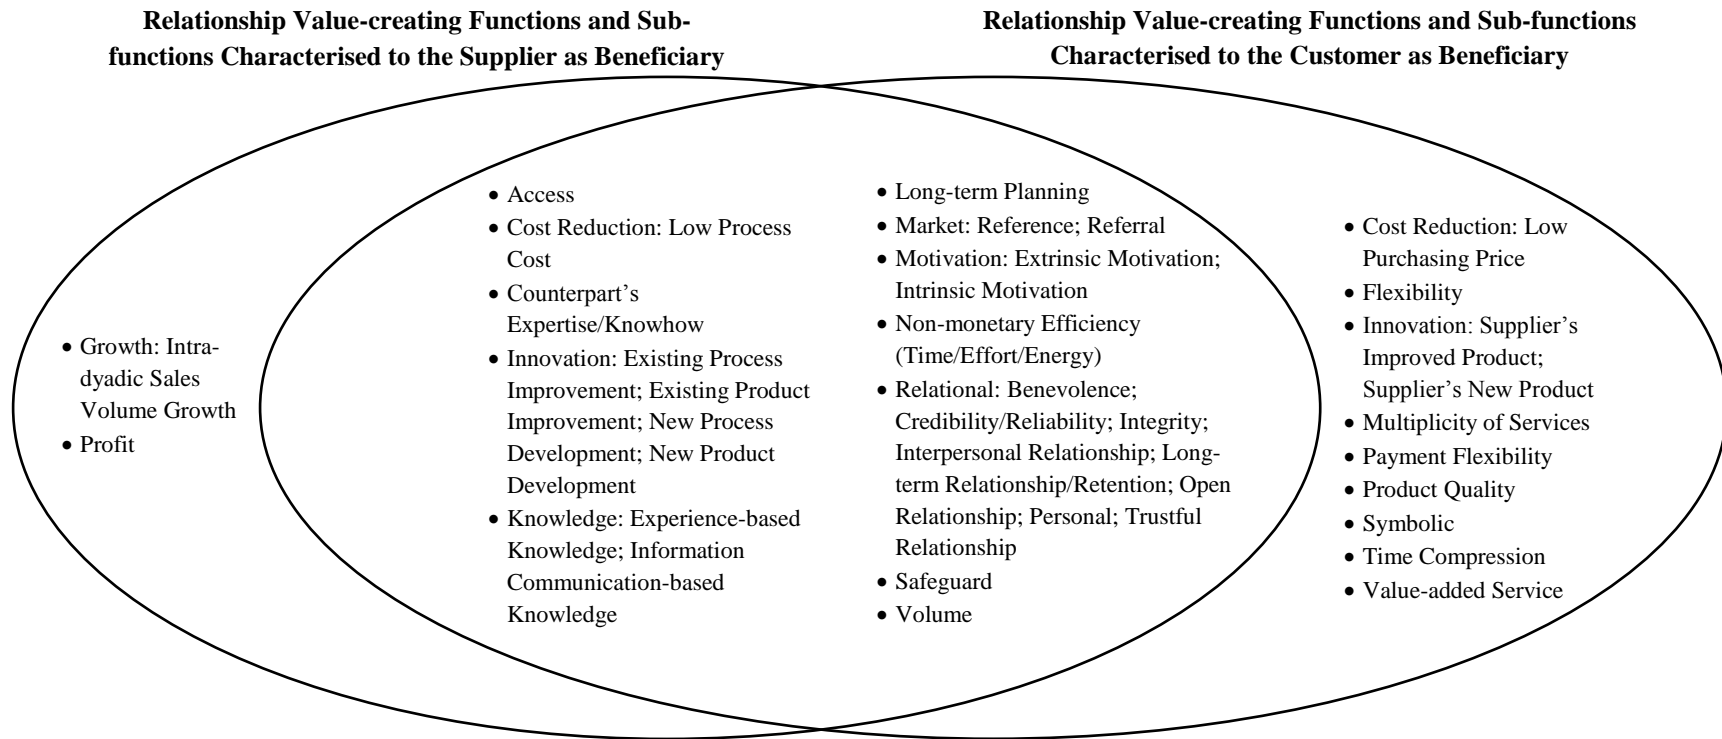 Relationship Value-creating Functions and Sub-
functions Characterised to the Supplier as Beneficiary
Relationship Value-creating Functions and Sub-functions
Characterised to the Customer as Beneficiary
• Growth: Intra-
dyadic Sales
Volume Growth
• Profit
• Access
• Cost Reduction: Low Process
Cost
• Counterpart’s
Expertise/Knowhow
• Innovation: Existing Process
Improvement; Existing Product
Improvement; New Process
Development; New Product
Development
• Knowledge: Experience-based
Knowledge; Information
Communication-based
Knowledge
• Long-term Planning
• Market: Reference; Referral
• Motivation: Extrinsic Motivation;
Intrinsic Motivation
• Non-monetary Efficiency
(Time/Effort/Energy)
• Relational: Benevolence;
Credibility/Reliability; Integrity;
Interpersonal Relationship; Long-
term Relationship/Retention; Open
Relationship; Personal; Trustful
Relationship
• Safeguard
• Volume
• Cost Reduction: Low
Purchasing Price
• Flexibility
• Innovation: Supplier’s
Improved Product;
Supplier’s New Product
• Multiplicity of Services
• Payment Flexibility
• Product Quality
• Symbolic
• Time Compression
• Value-added Service